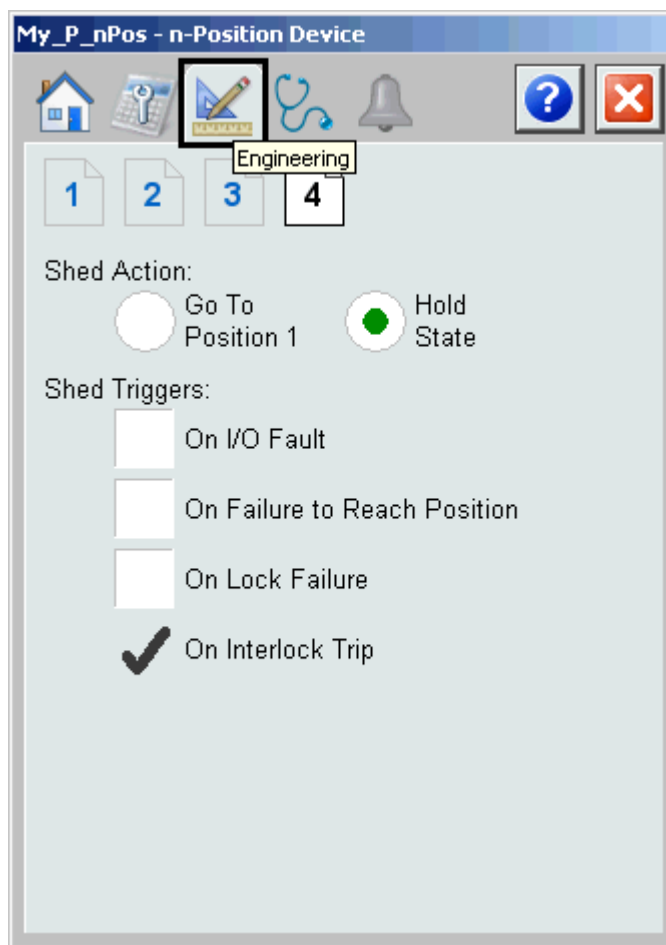 My_P_nPos - n-Position Device
?
Engineering
1 2 3 4
Shed Action:
Go To
Position 1
Hold
State
Shed Triggers:
On I/O Fault
On Failure to Reach Position
On Lock Failure
On Interlock Trip